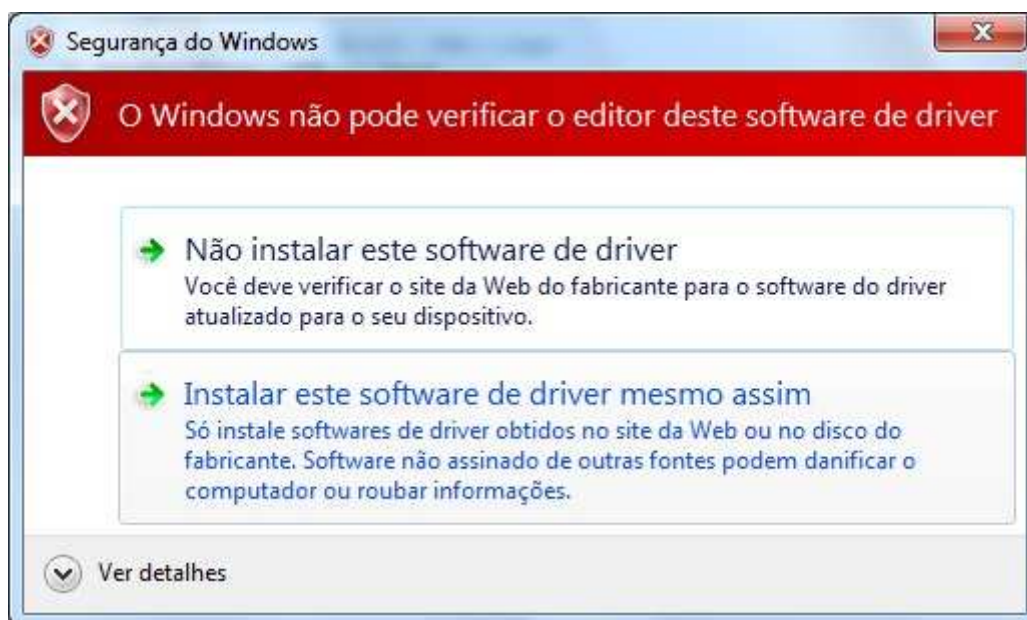 Segurança do Windows
O Windows não pode verificar o editor deste software de driver
Não instalar este software de driver
Você deve verificar o site da Web do fabricante para o software do driver
atualizado para o seu dispositivo.
Instalar este software de driver mesmo assim
Só instale softwares de driver obtidos no site da Web ou no disco do
fabricante. Software não assinado de outras fontes podem danificar o
computador ou roubar informações.
Ver detalhes